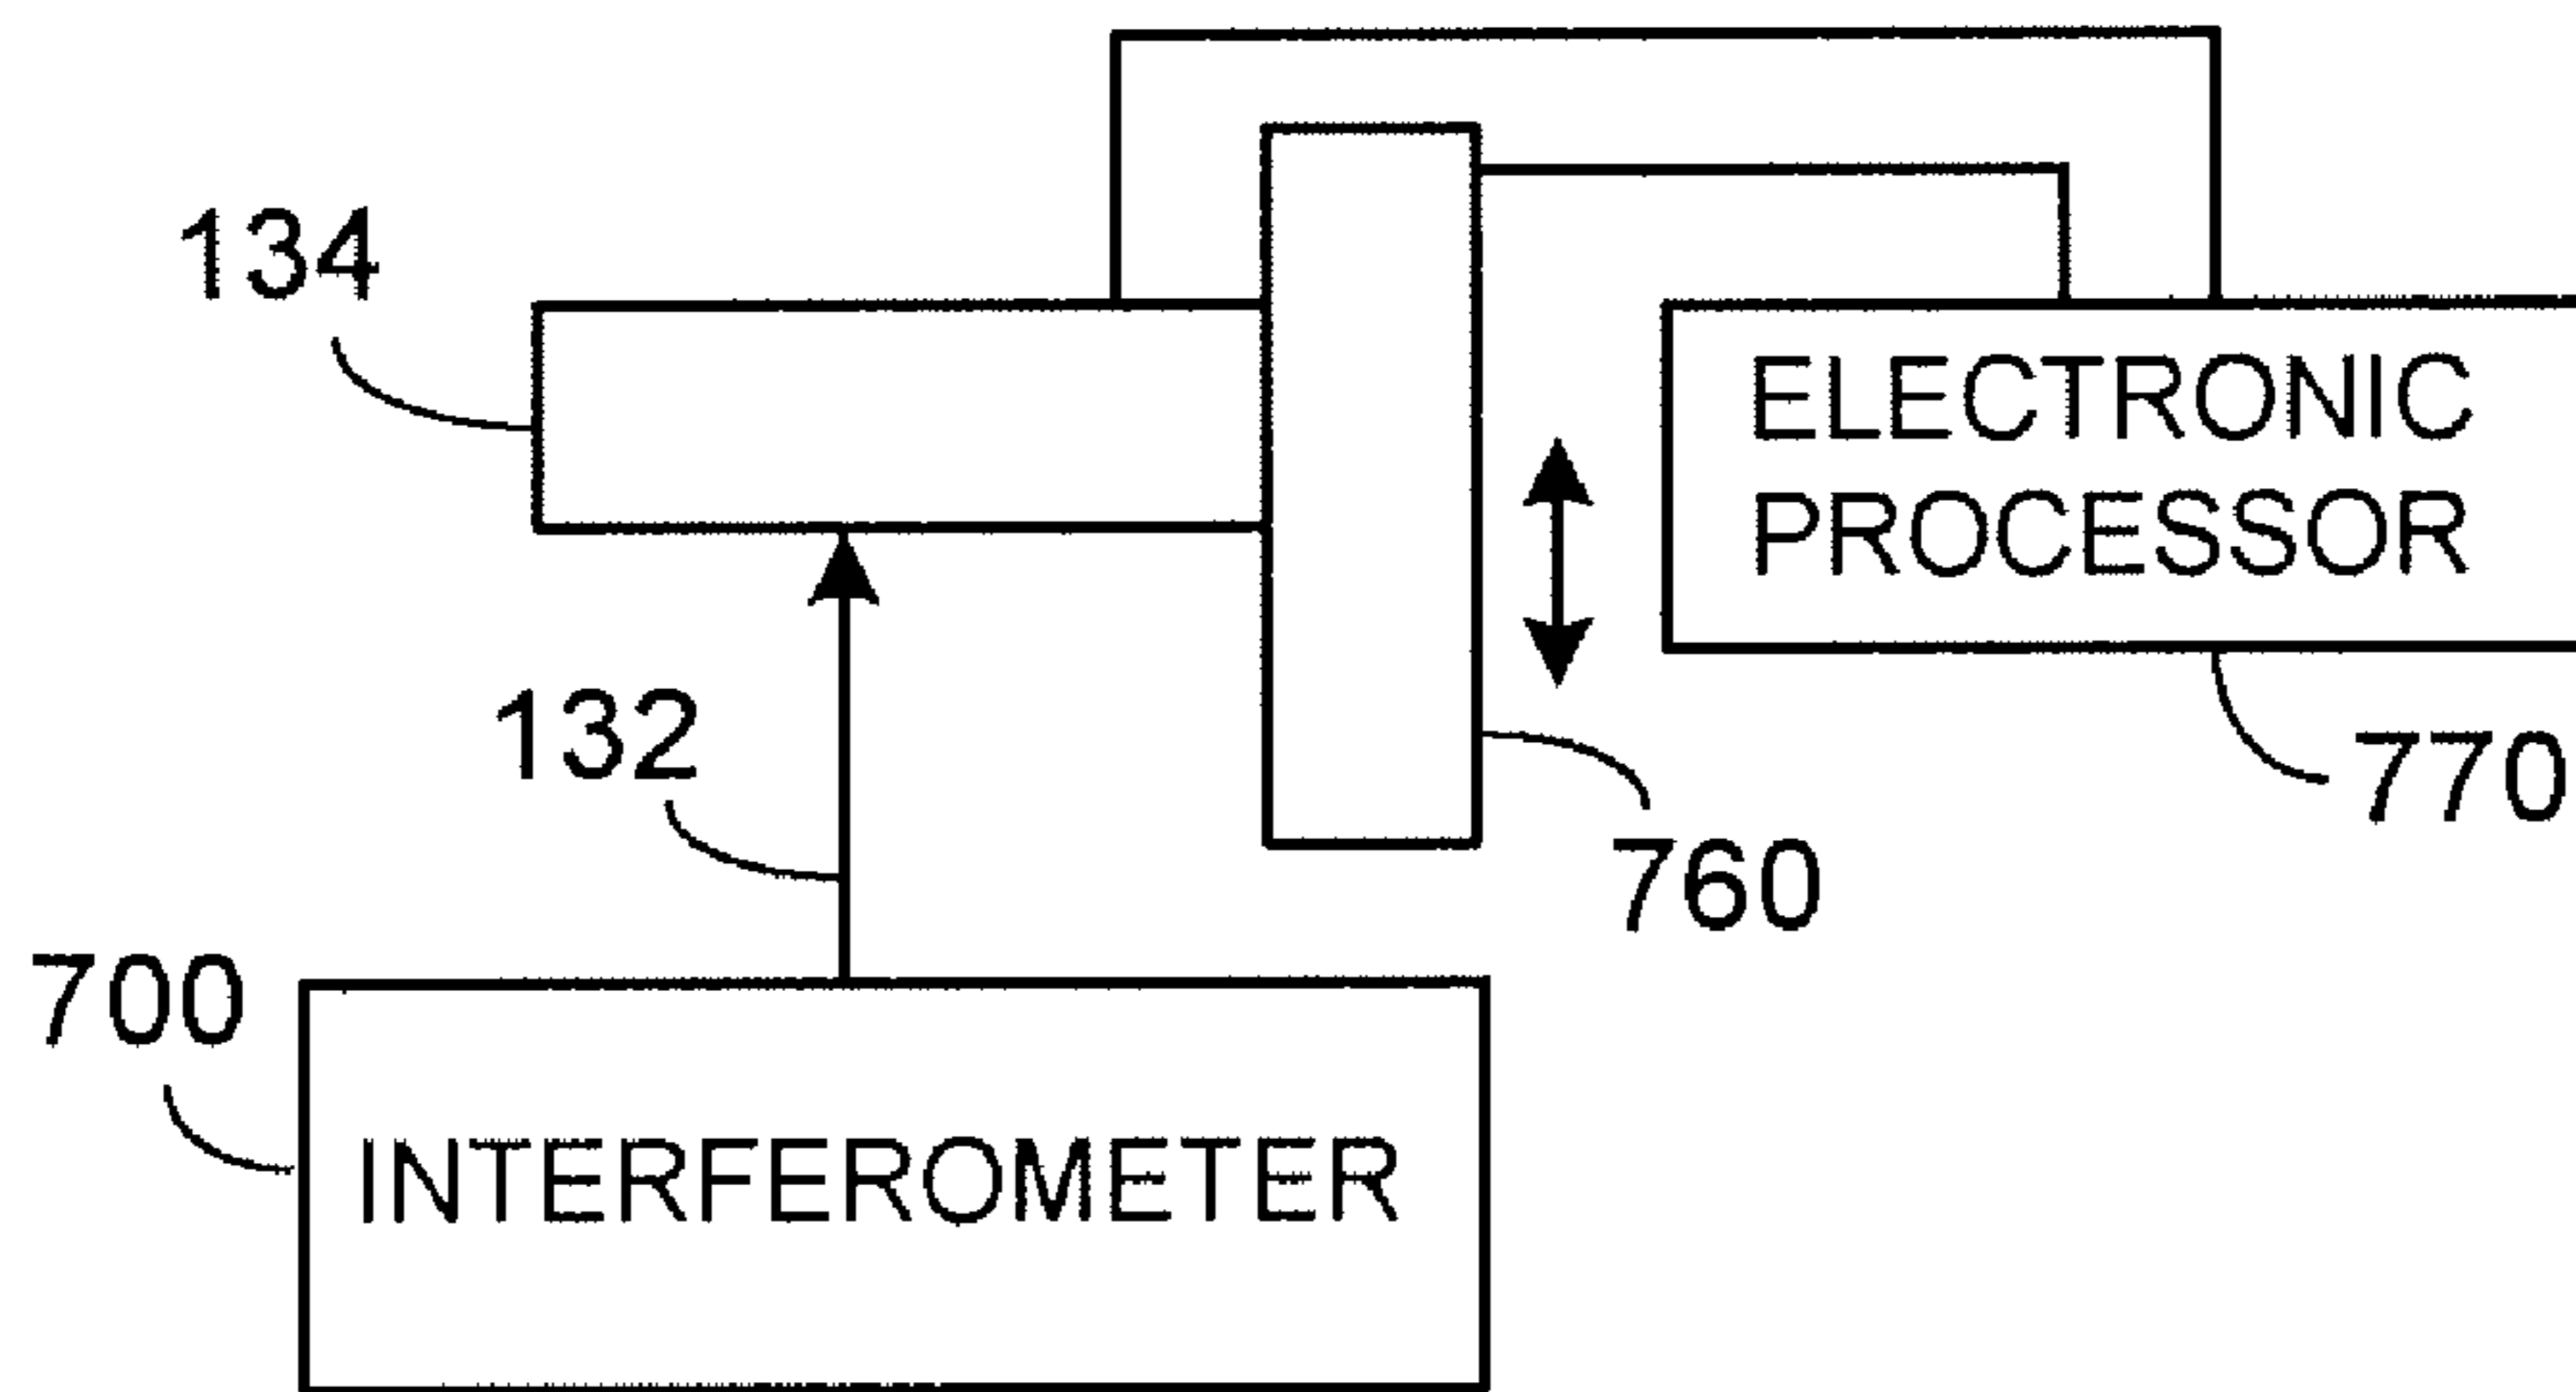 134
ELECTRONIC
PROCESSOR
132
770
760
700
INTERFEROMETER